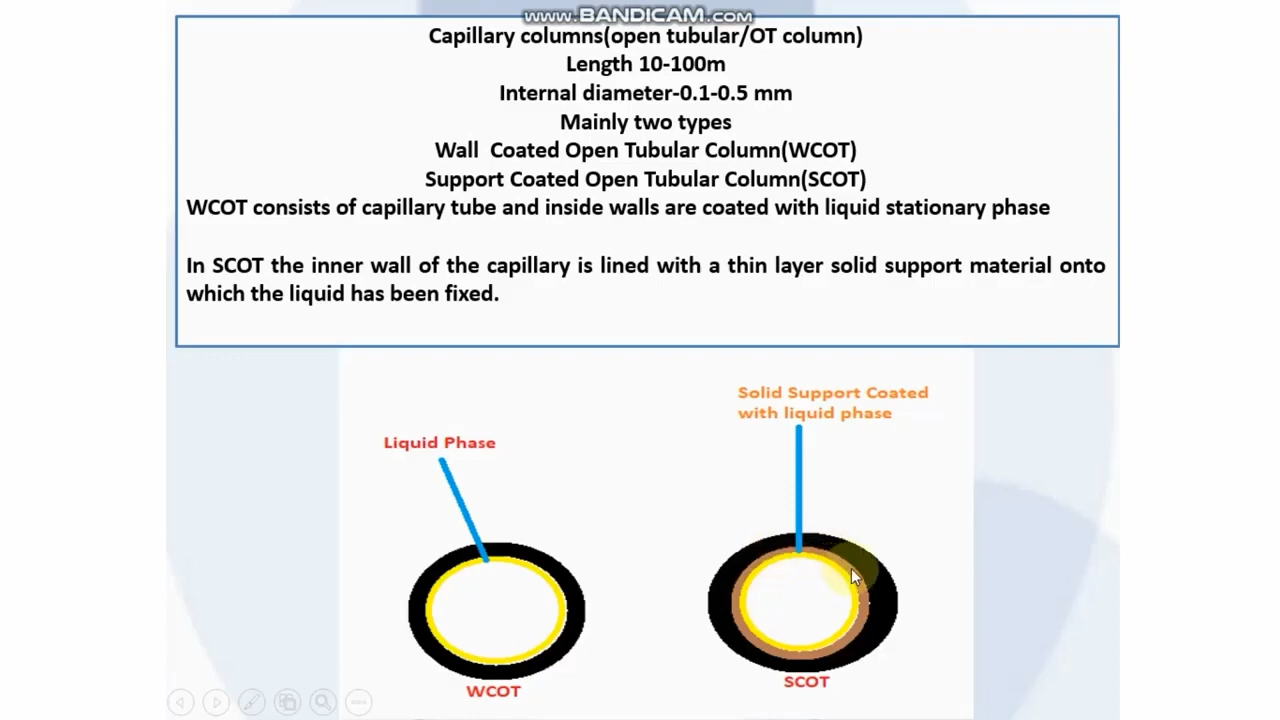 www.BANDICAM.com
Capillary columns(open tubular/OT column)
Length 10-100m
Internal diameter-0.1-0.5 mm
Mainly two types
Wall  Coated Open Tubular Column(WCOT)
Support Coated Open Tubular Column(SCOT)
WCOT consists of capillary tube and inside walls are coated with liquid stationary phase
In SCOT the inner wall of the capillary is lined with a thin layer solid support material onto
which the liquid has been fixed.
Solid Support Coated
with liquid phase
Liquid Phase
WCOT
SCOT